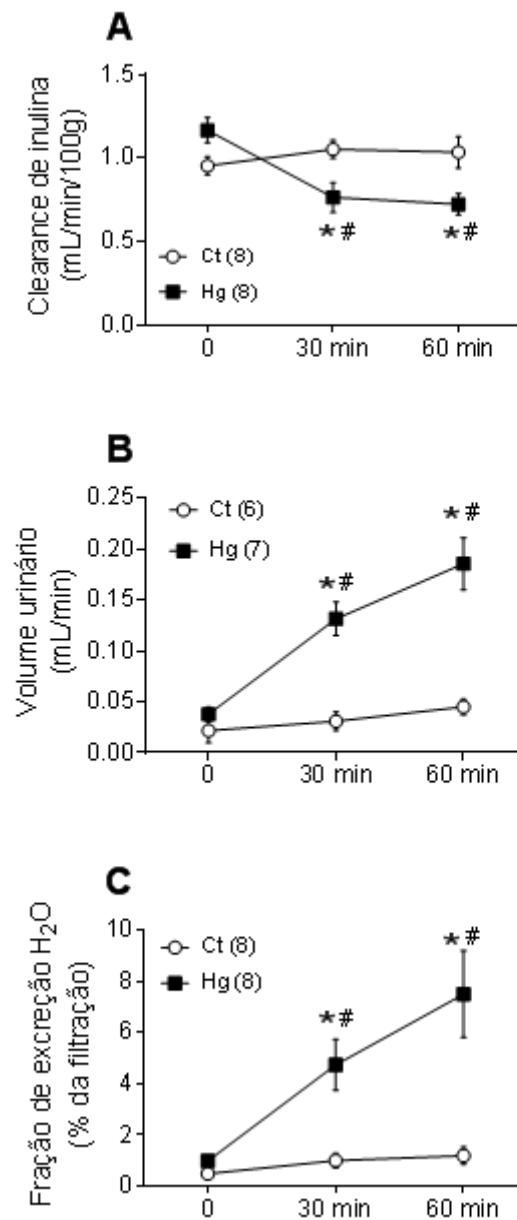 A
Clearance de inulina
(mL/min/100g)
1.5
1.0
0.5
0.0
*# *#
Ct (8)
Hg (8)
0 30 min 60 min
B
Volume urinário
(mL/min)
0.25
0.20
0.15
0.10
0.05
0.00
Ct (6)
Hg (7)
*# *#
0 30 min 60 min
C
Fração de excreção H₂O
(% da filtração)
10
8
6
4
2
0
Ct (8)
Hg (8)
*# *#
0 30 min 60 min